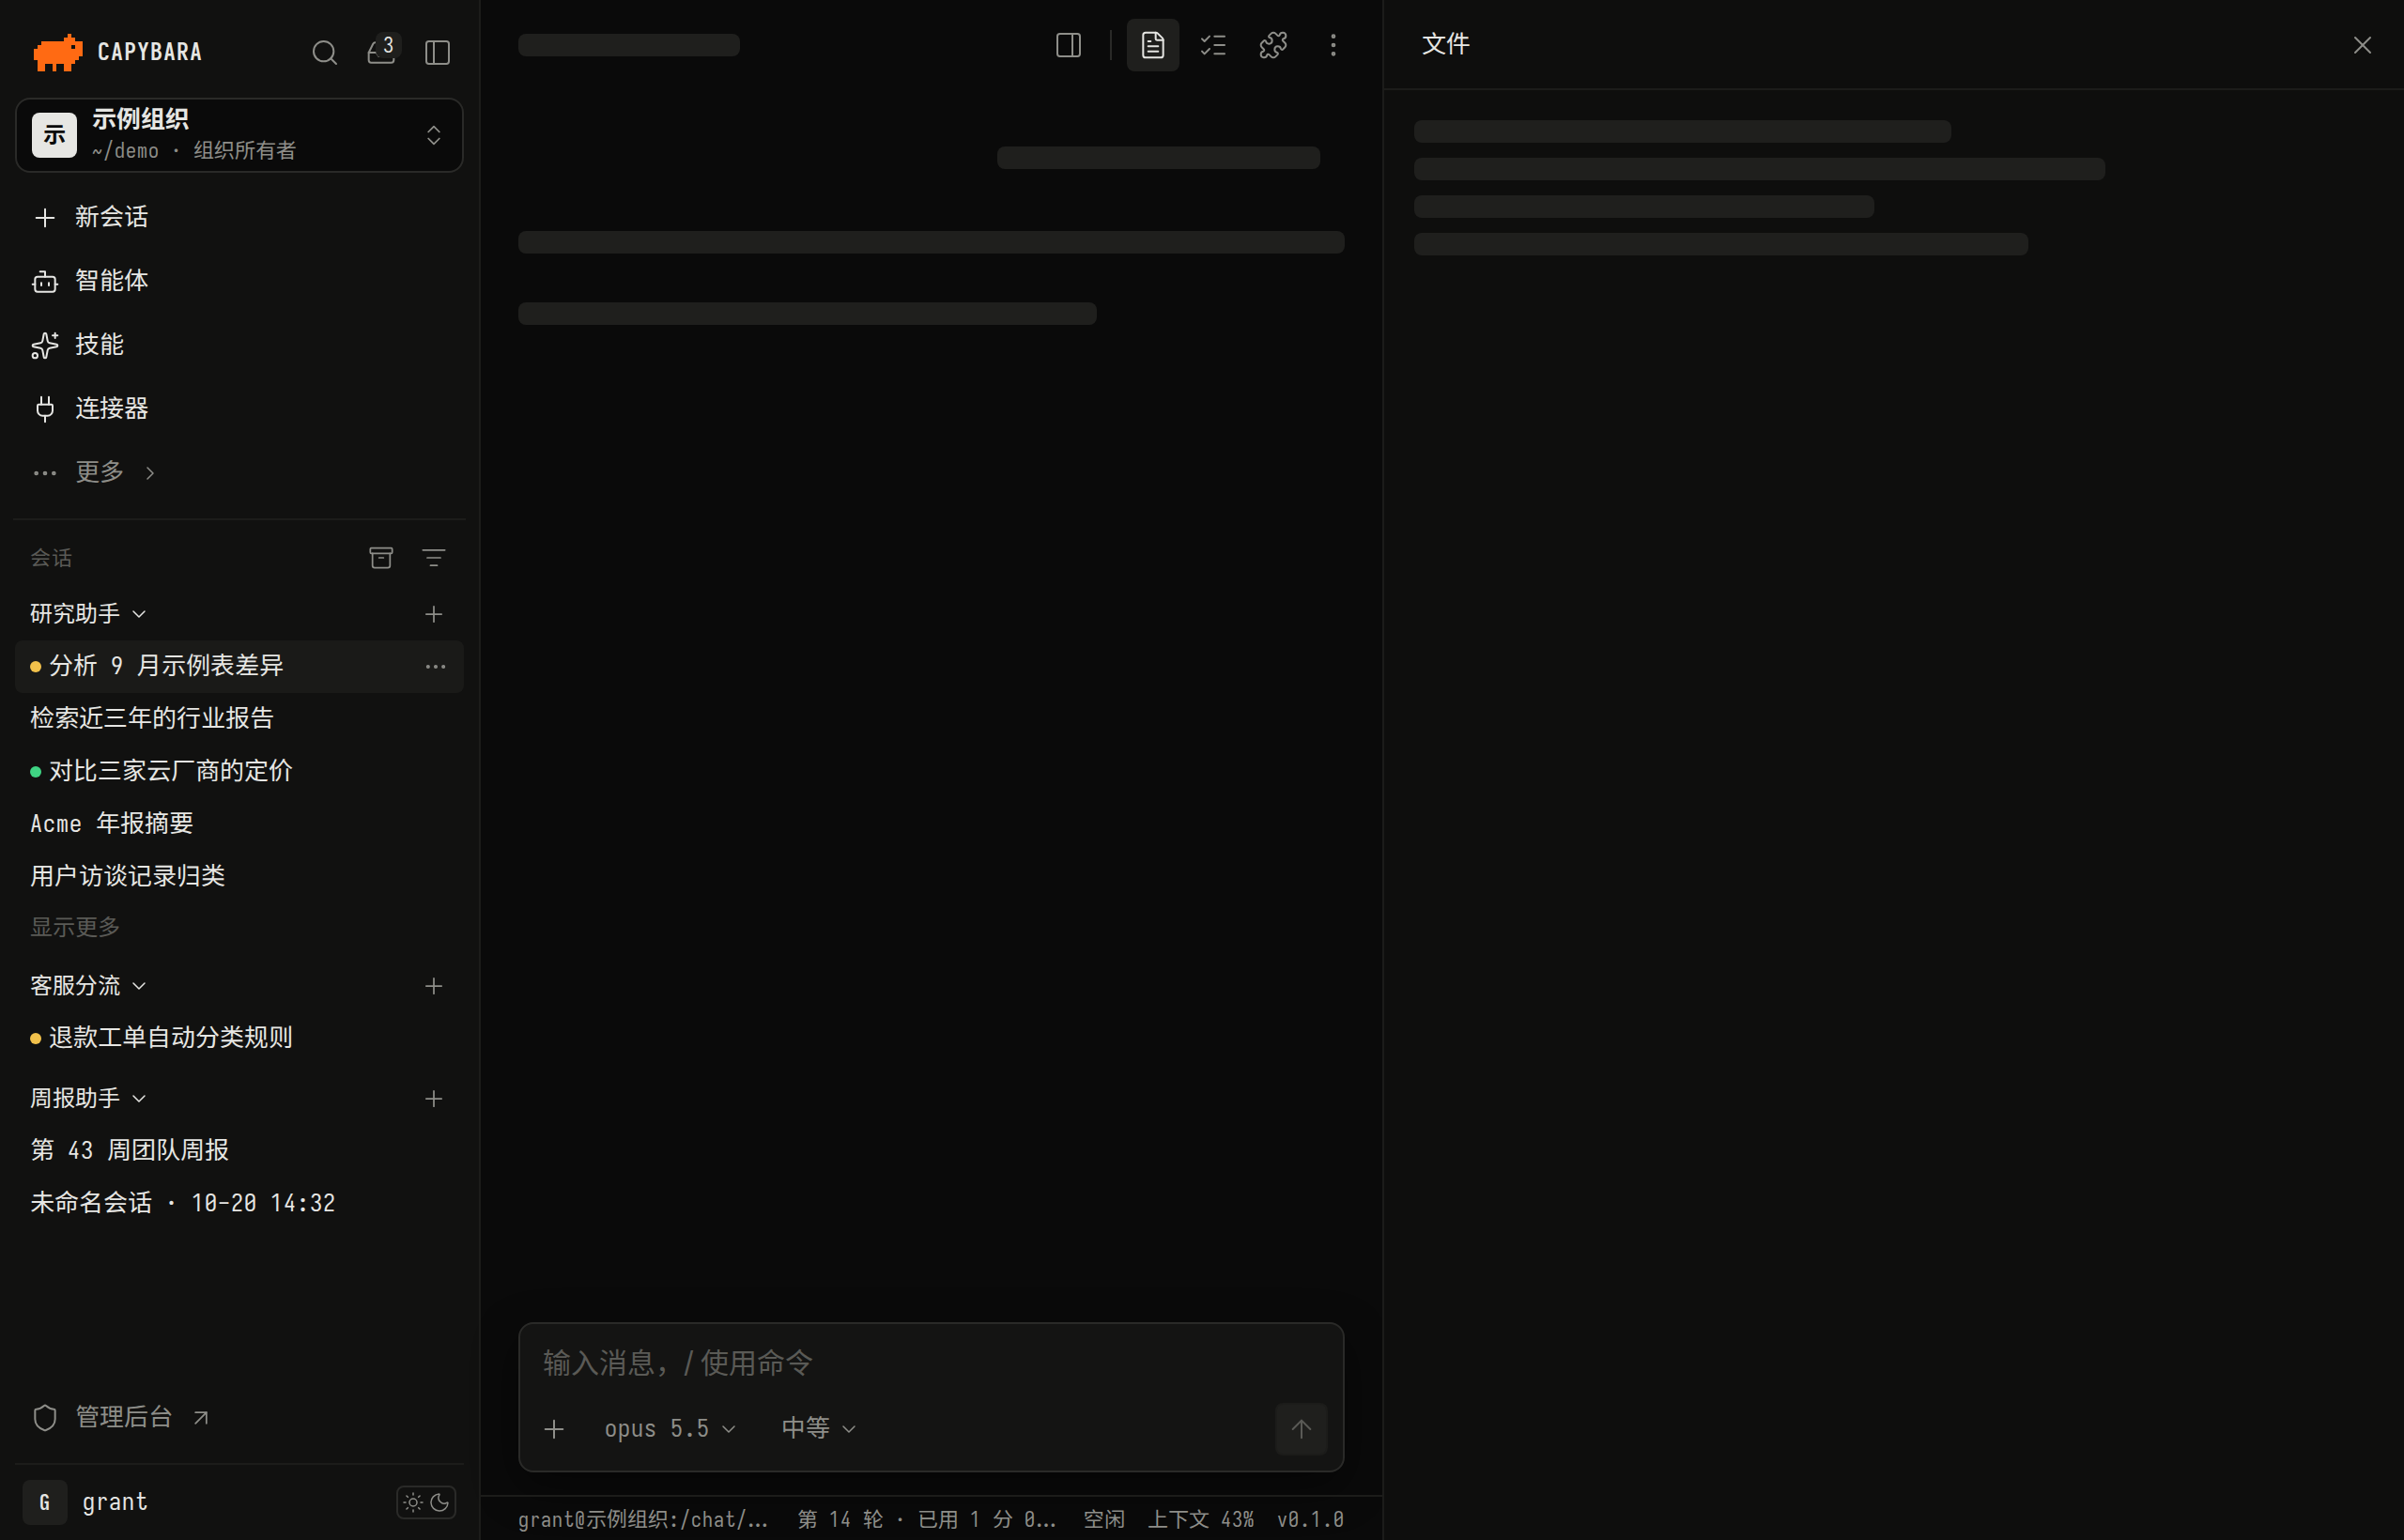 CAPYBARA
3
示
示例组织
~/demo · 组织所有者
新会话
智能体
技能
连接器
更多
会话
研究助手
分析 9 月示例表差异
检索近三年的行业报告
对比三家云厂商的定价
Acme 年报摘要
用户访谈记录归类
显示更多
客服分流
退款工单自动分类规则
周报助手
第 43 周团队周报
未命名会话 · 10-20 14:32
管理后台
G
grant
输入消息，/ 使用命令
opus 5.5
中等
grant@示例组织:/chat/... 第 14 轮 · 已用 1 分 0... 空闲 上下文 43% v0.1.0
文件